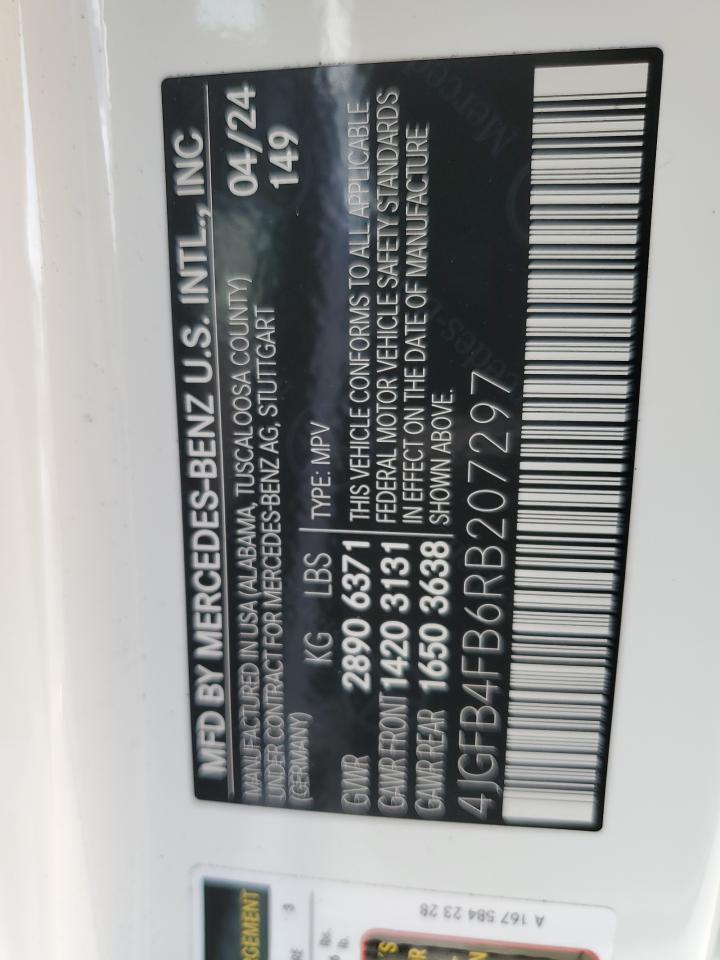 MFD BY MERCEDES-BENZ U.S. INTL., INC
MANUFACTURED IN USA (ALABAMA, TUSCALOOSA COUNTY) 04/24
UNDER CONTRACT FOR MERCEDES-BENZ AG, STUTTGART 149
(GERMANY)
KG LBS TYPE: MPV
GWR 2890 6371 THIS VEHICLE CONFORMS TO ALL APPLICABLE
GAWR FRONT 1420 3131 FEDERAL MOTOR VEHICLE SAFETY STANDARDS
GAWR REAR 1650 3638 IN EFFECT ON THE DATE OF MANUFACTURE
SHOWN ABOVE.
4JGFB4FB6RB207297
A 167 584 23 28